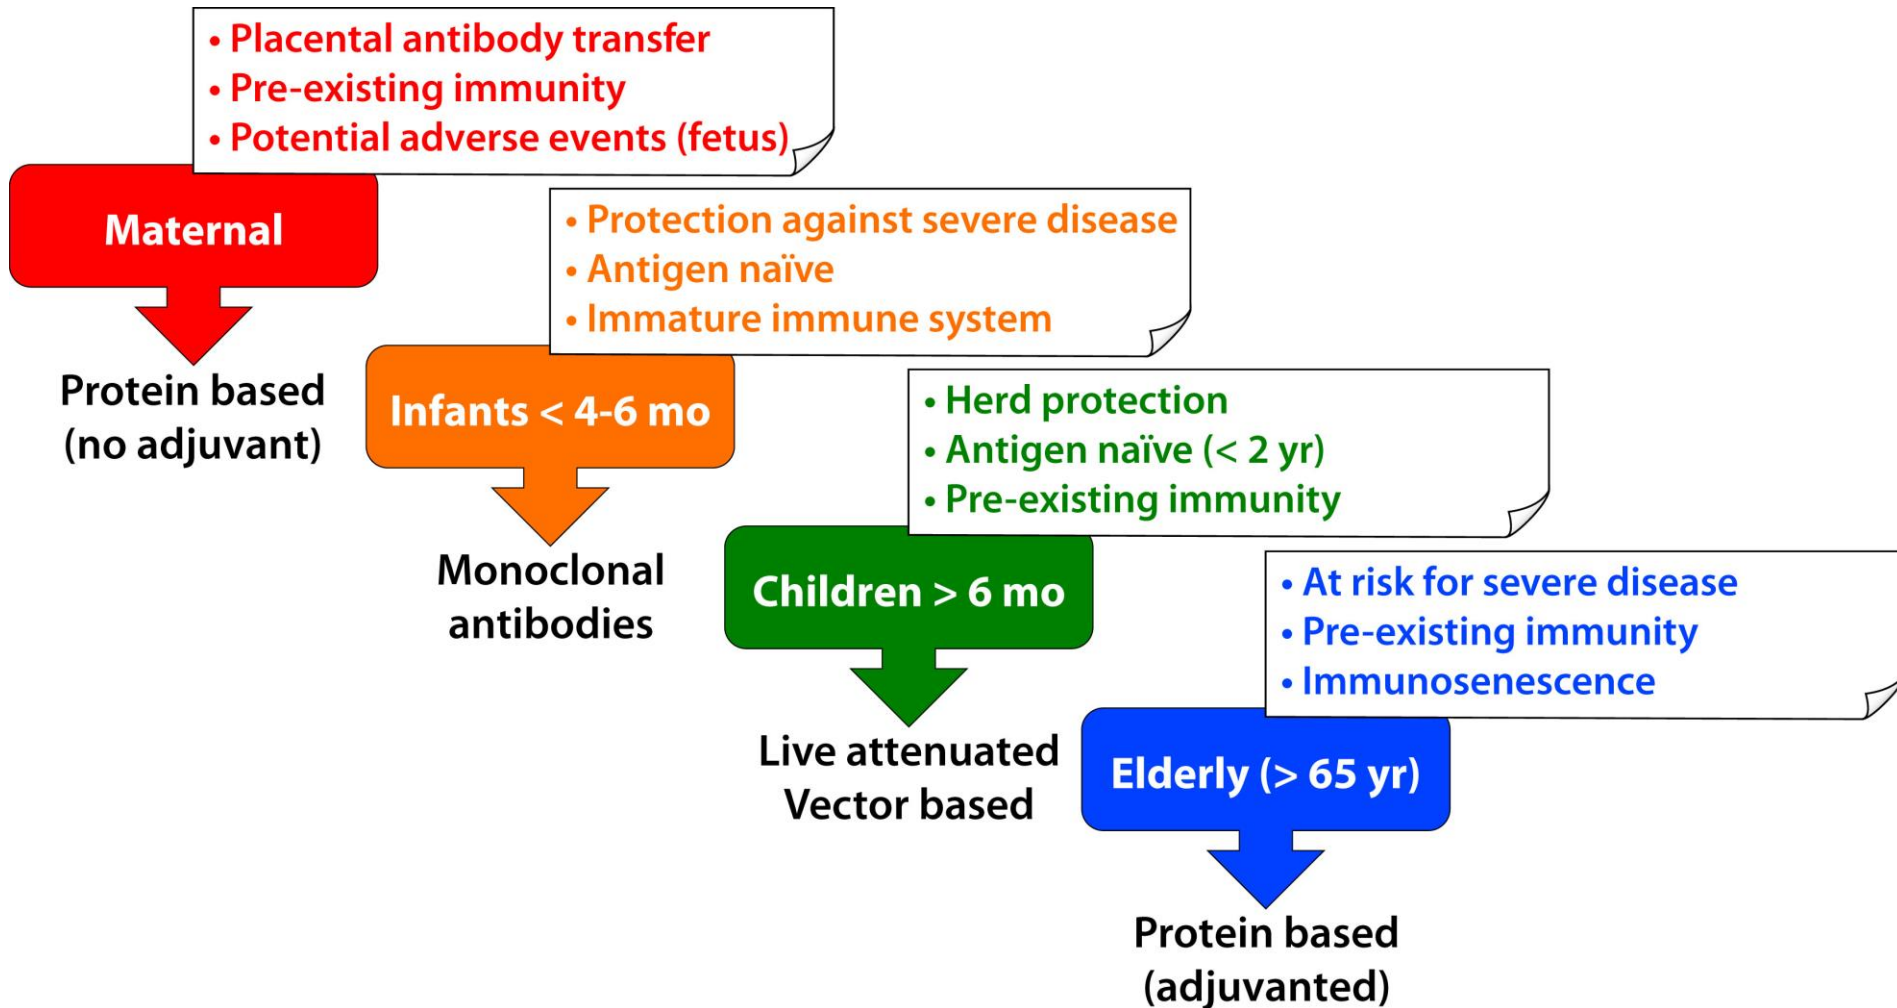 • Placental antibody transfer
• Pre-existing immunity
• Potential adverse events (fetus)
Maternal
Protein based
(no adjuvant)
• Protection against severe disease
• Antigen naïve
• Immature immune system
Infants < 4-6 mo
Monoclonal
antibodies
• Herd protection
• Antigen naïve (< 2 yr)
• Pre-existing immunity
Children > 6 mo
Live attenuated
Vector based
• At risk for severe disease
• Pre-existing immunity
• Immunosenescence
Elderly (> 65 yr)
Protein based
(adjuvanted)